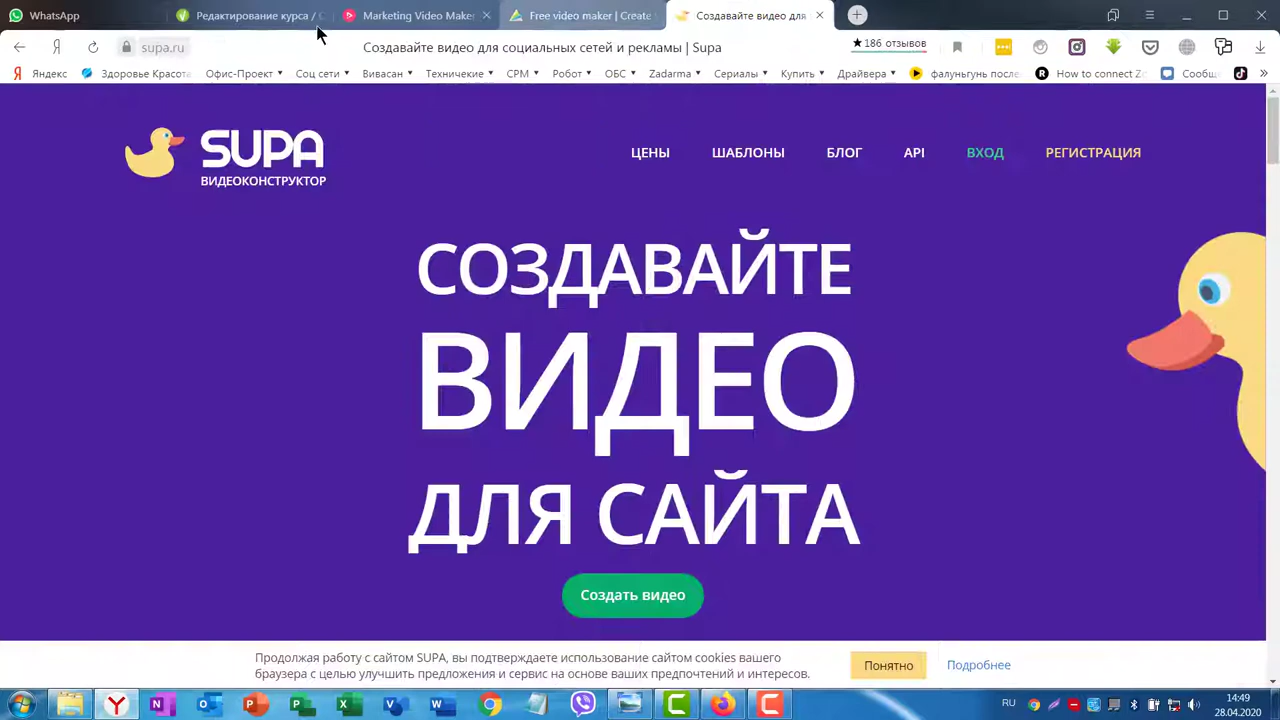 WhatsApp
Редактирование курса / С
Marketing Video Maker
Free video maker | Create
Создавайте видео для
Я
supa.ru
Создавайте видео для социальных сетей и рекламы | Supa
★186 отзывов
Яндекс
Здоровье Красота
Офис-Проект
Соц сети
Вивасан
Технические
CPM
Робот
ОБС
Zadarma
Сериалы
Купить
Драйвера
фалуньгунь после
How to connect Zo
Сообщ
SUPA
ВИДЕОКОНСТРУКТОР
ЦЕНЫ
ШАБЛОНЫ
БЛОГ
API
ВХОД
РЕГИСТРАЦИЯ
СОЗДАВАЙТЕ
ВИДЕО
ДЛЯ САЙТА
Создать видео
Продолжая работу с сайтом SUPA, вы подтверждаете использование сайтом cookies вашего
браузера с целью улучшить предложения и сервис на основе ваших предпочтений и интересов.
Понятно
Подробнее
RU
14:49
28.04.2020